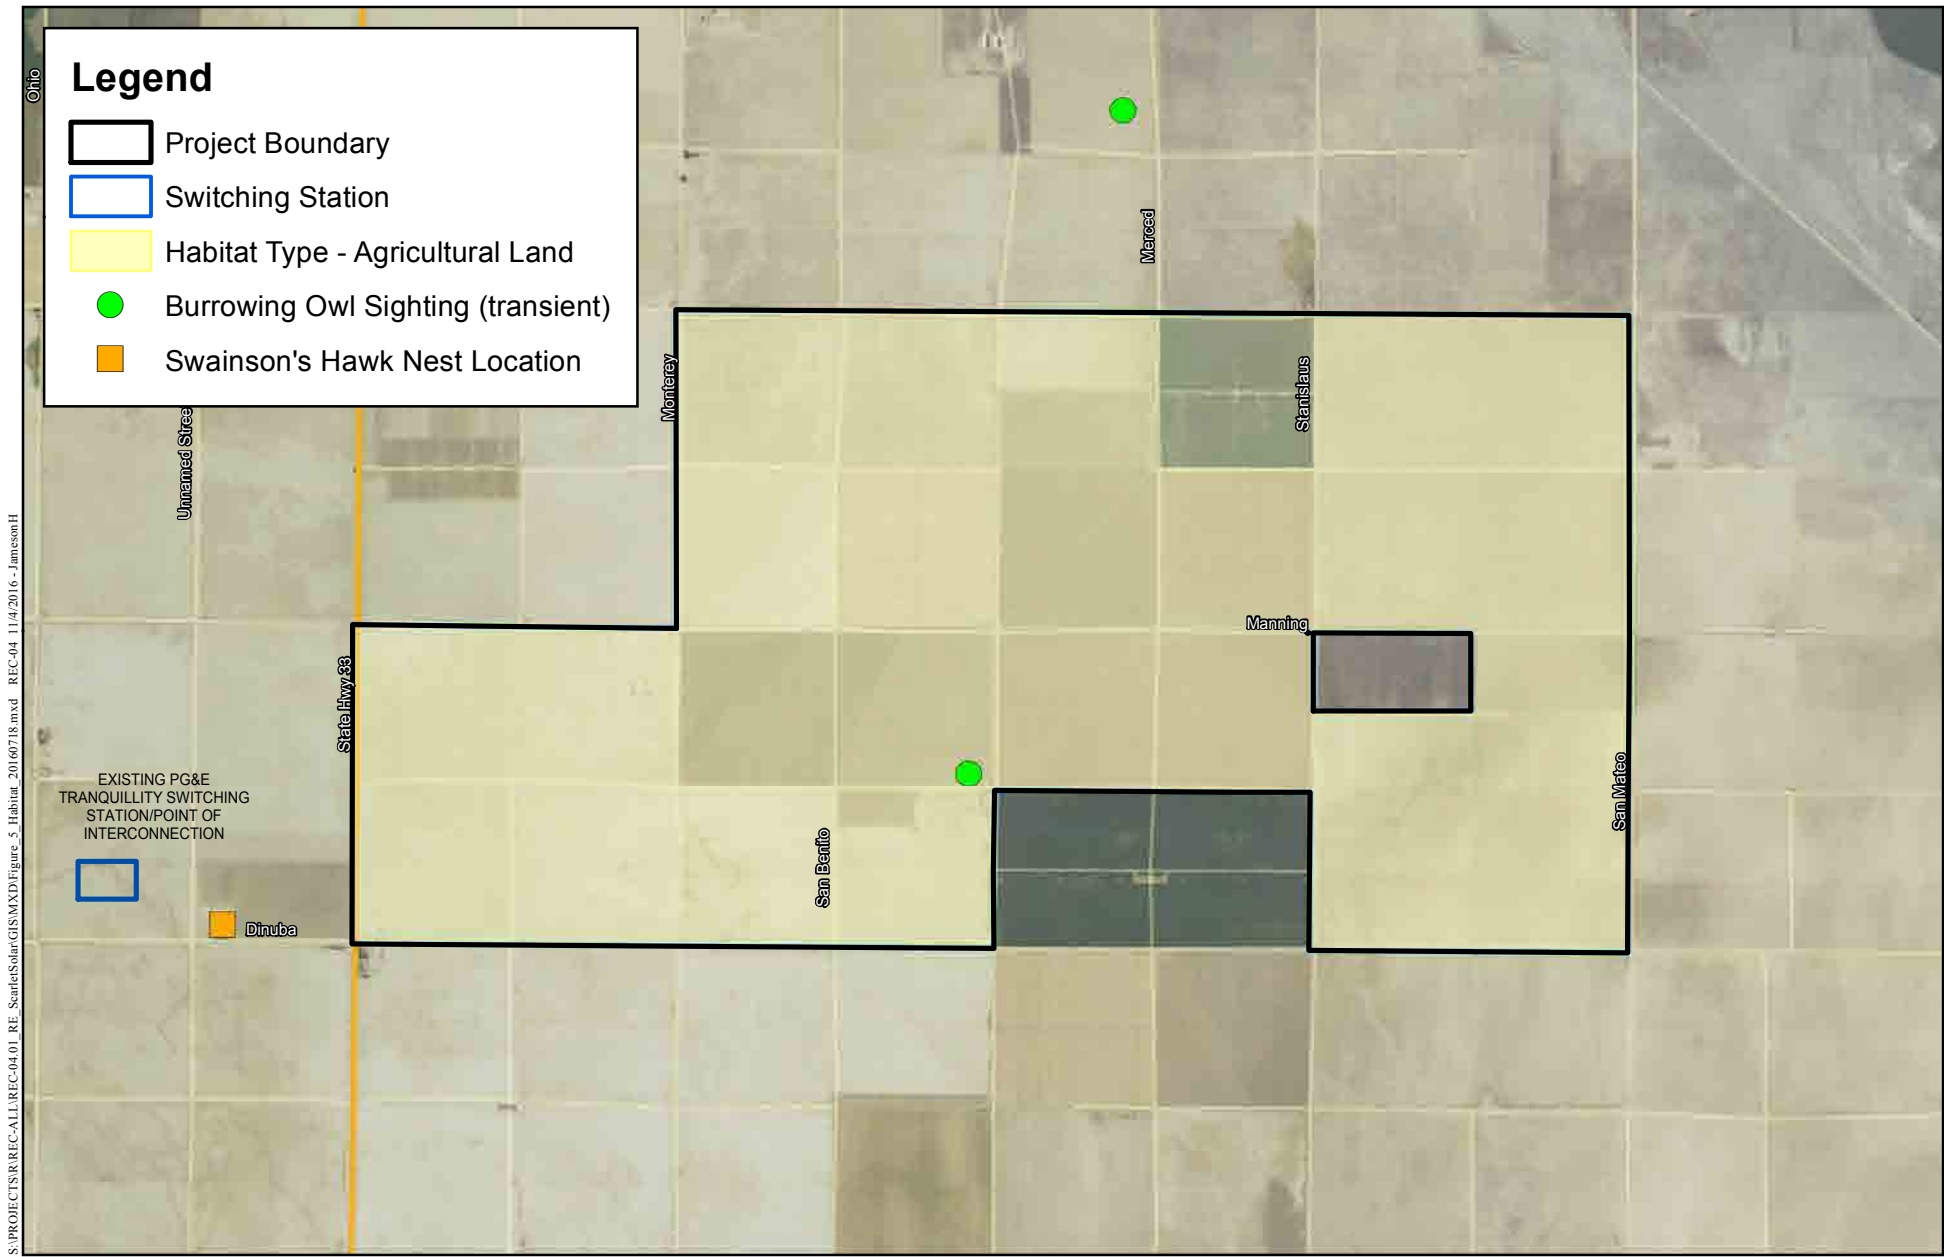 Legend
Project Boundary
Switching Station
Habitat Type - Agricultural Land
Burrowing Owl Sighting (transient)
Swainson's Hawk Nest Location
Ohio
Merced
Monterey
Stanislaus
Unnamed Stree
Manning
State Hwy 33
San Mateo
EXISTING PG&E
TRANQUILLITY SWITCHING
STATION/POINT OF
INTERCONNECTION
San Benito
Dinuba
S:\PROJECTS\R\REC-ALL\REC-04.01_RE_ScarletSolar\GIS\MXD\Figure_5_Habitat_20160718.mxd REC-04 11/4/2016 - JamesonH